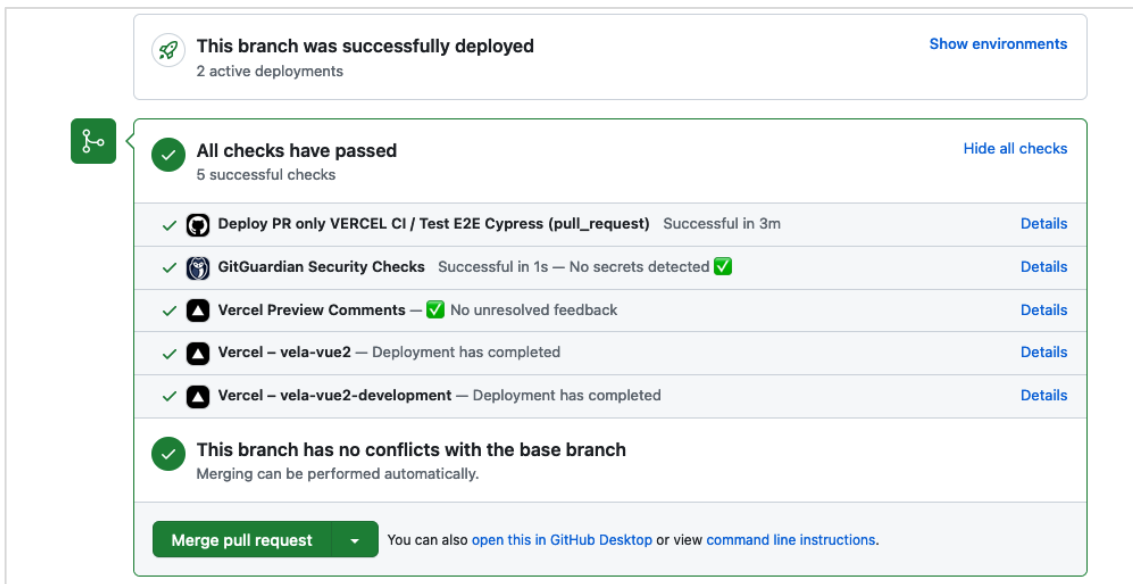 This branch was successfully deployed
Show environments
2 active deployments
All checks have passed
Hide all checks
5 successful checks
Deploy PR only VERCEL CI / Test E2E Cypress (pull_request) Successful in 3m Details
GitGuardian Security Checks Successful in 1s — No secrets detected ✅ Details
Vercel Preview Comments — ✅ No unresolved feedback Details
Vercel – vela-vue2 — Deployment has completed Details
Vercel – vela-vue2-development — Deployment has completed Details
This branch has no conflicts with the base branch
Merging can be performed automatically.
Merge pull request You can also open this in GitHub Desktop or view command line instructions.